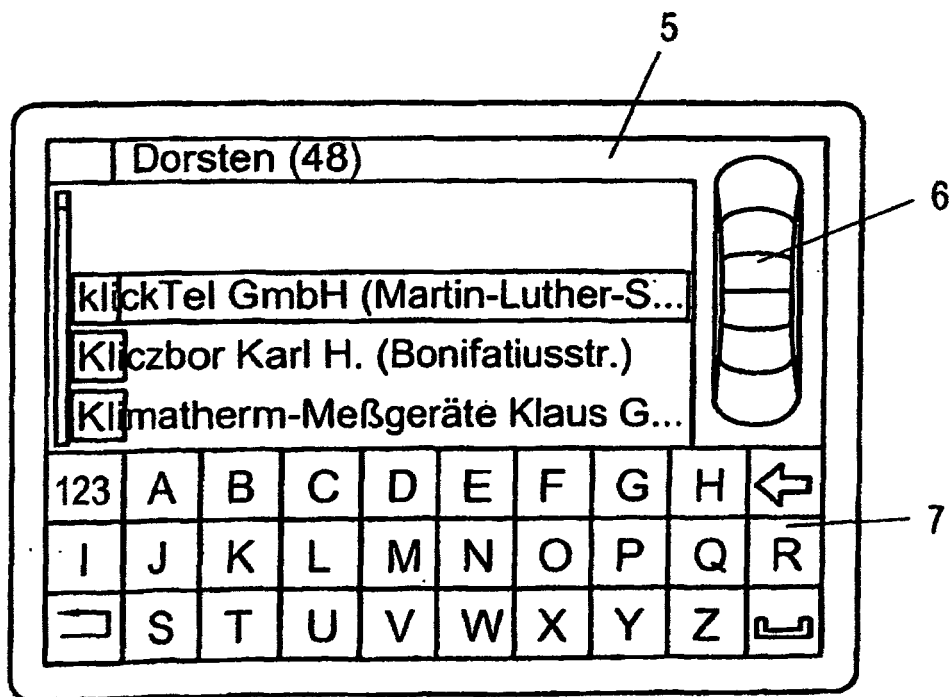 5
Dorsten (48)
6
klickTel GmbH (Martin-Luther-S...
Kliczbor Karl H. (Bonifatiusstr.)
Klimatherm-Meßgeräte Klaus G...
123 A B C D E F G H
I J K L M N O P Q R
7
S T U V W X Y Z